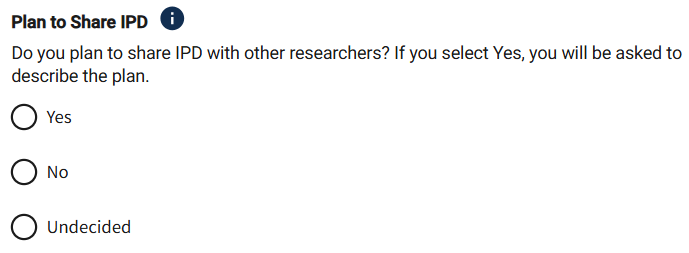 Plan to Share IPD i
Do you plan to share IPD with other researchers? If you select Yes, you will be asked to
describe the plan.
Yes
No
Undecided